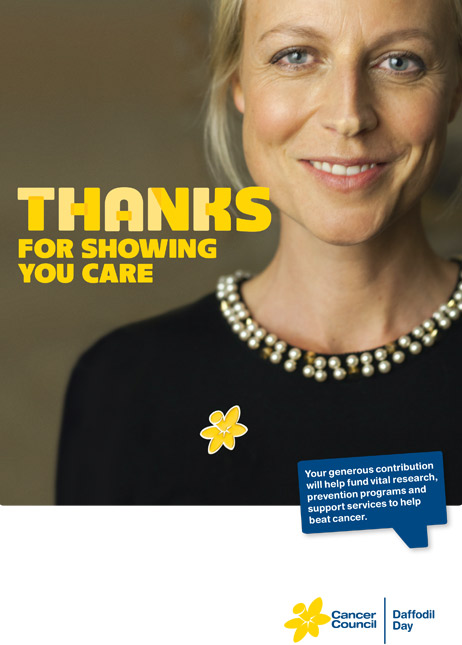 THANKS
FOR SHOWING
YOU CARE
Your generous contribution
will help fund vital research,
prevention programs and
support services to help
beat cancer.
Cancer
Council
Daffodil
Day